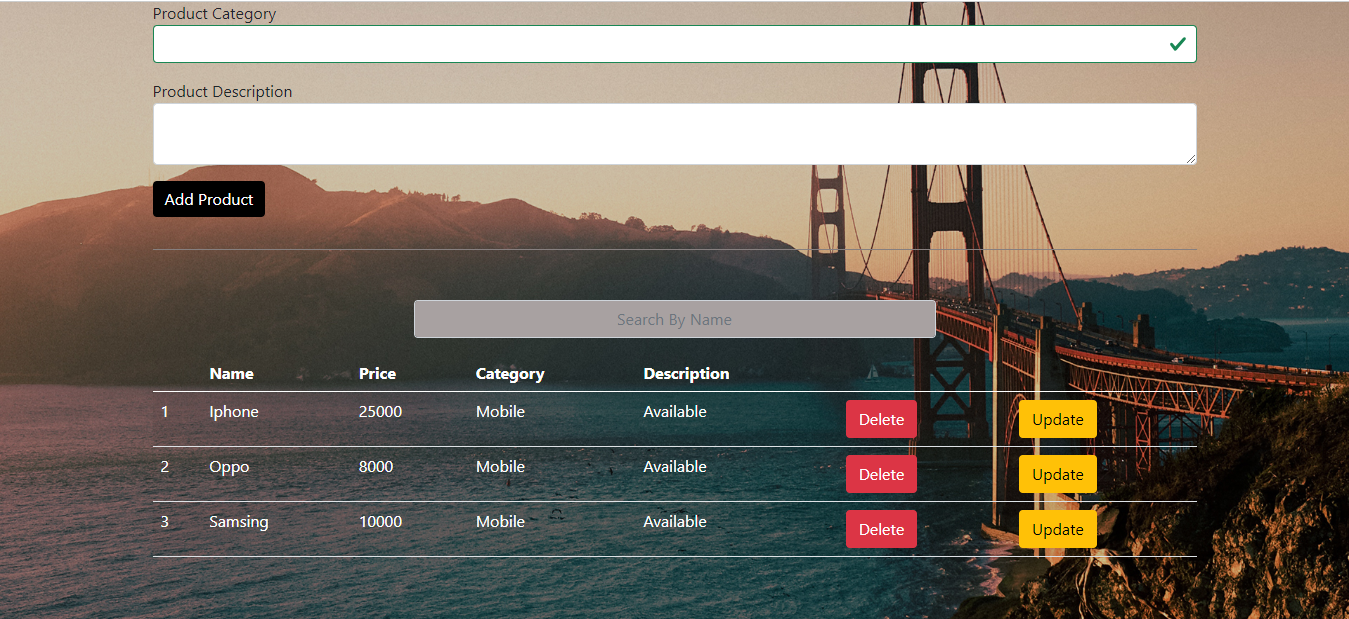 Product Category
Product Description
Add Product
Search By Name
Name Price Category Description
1 Iphone 25000 Mobile Available Delete Update
2 Oppo 8000 Mobile Available Delete Update
3 Samsing 10000 Mobile Available Delete Update